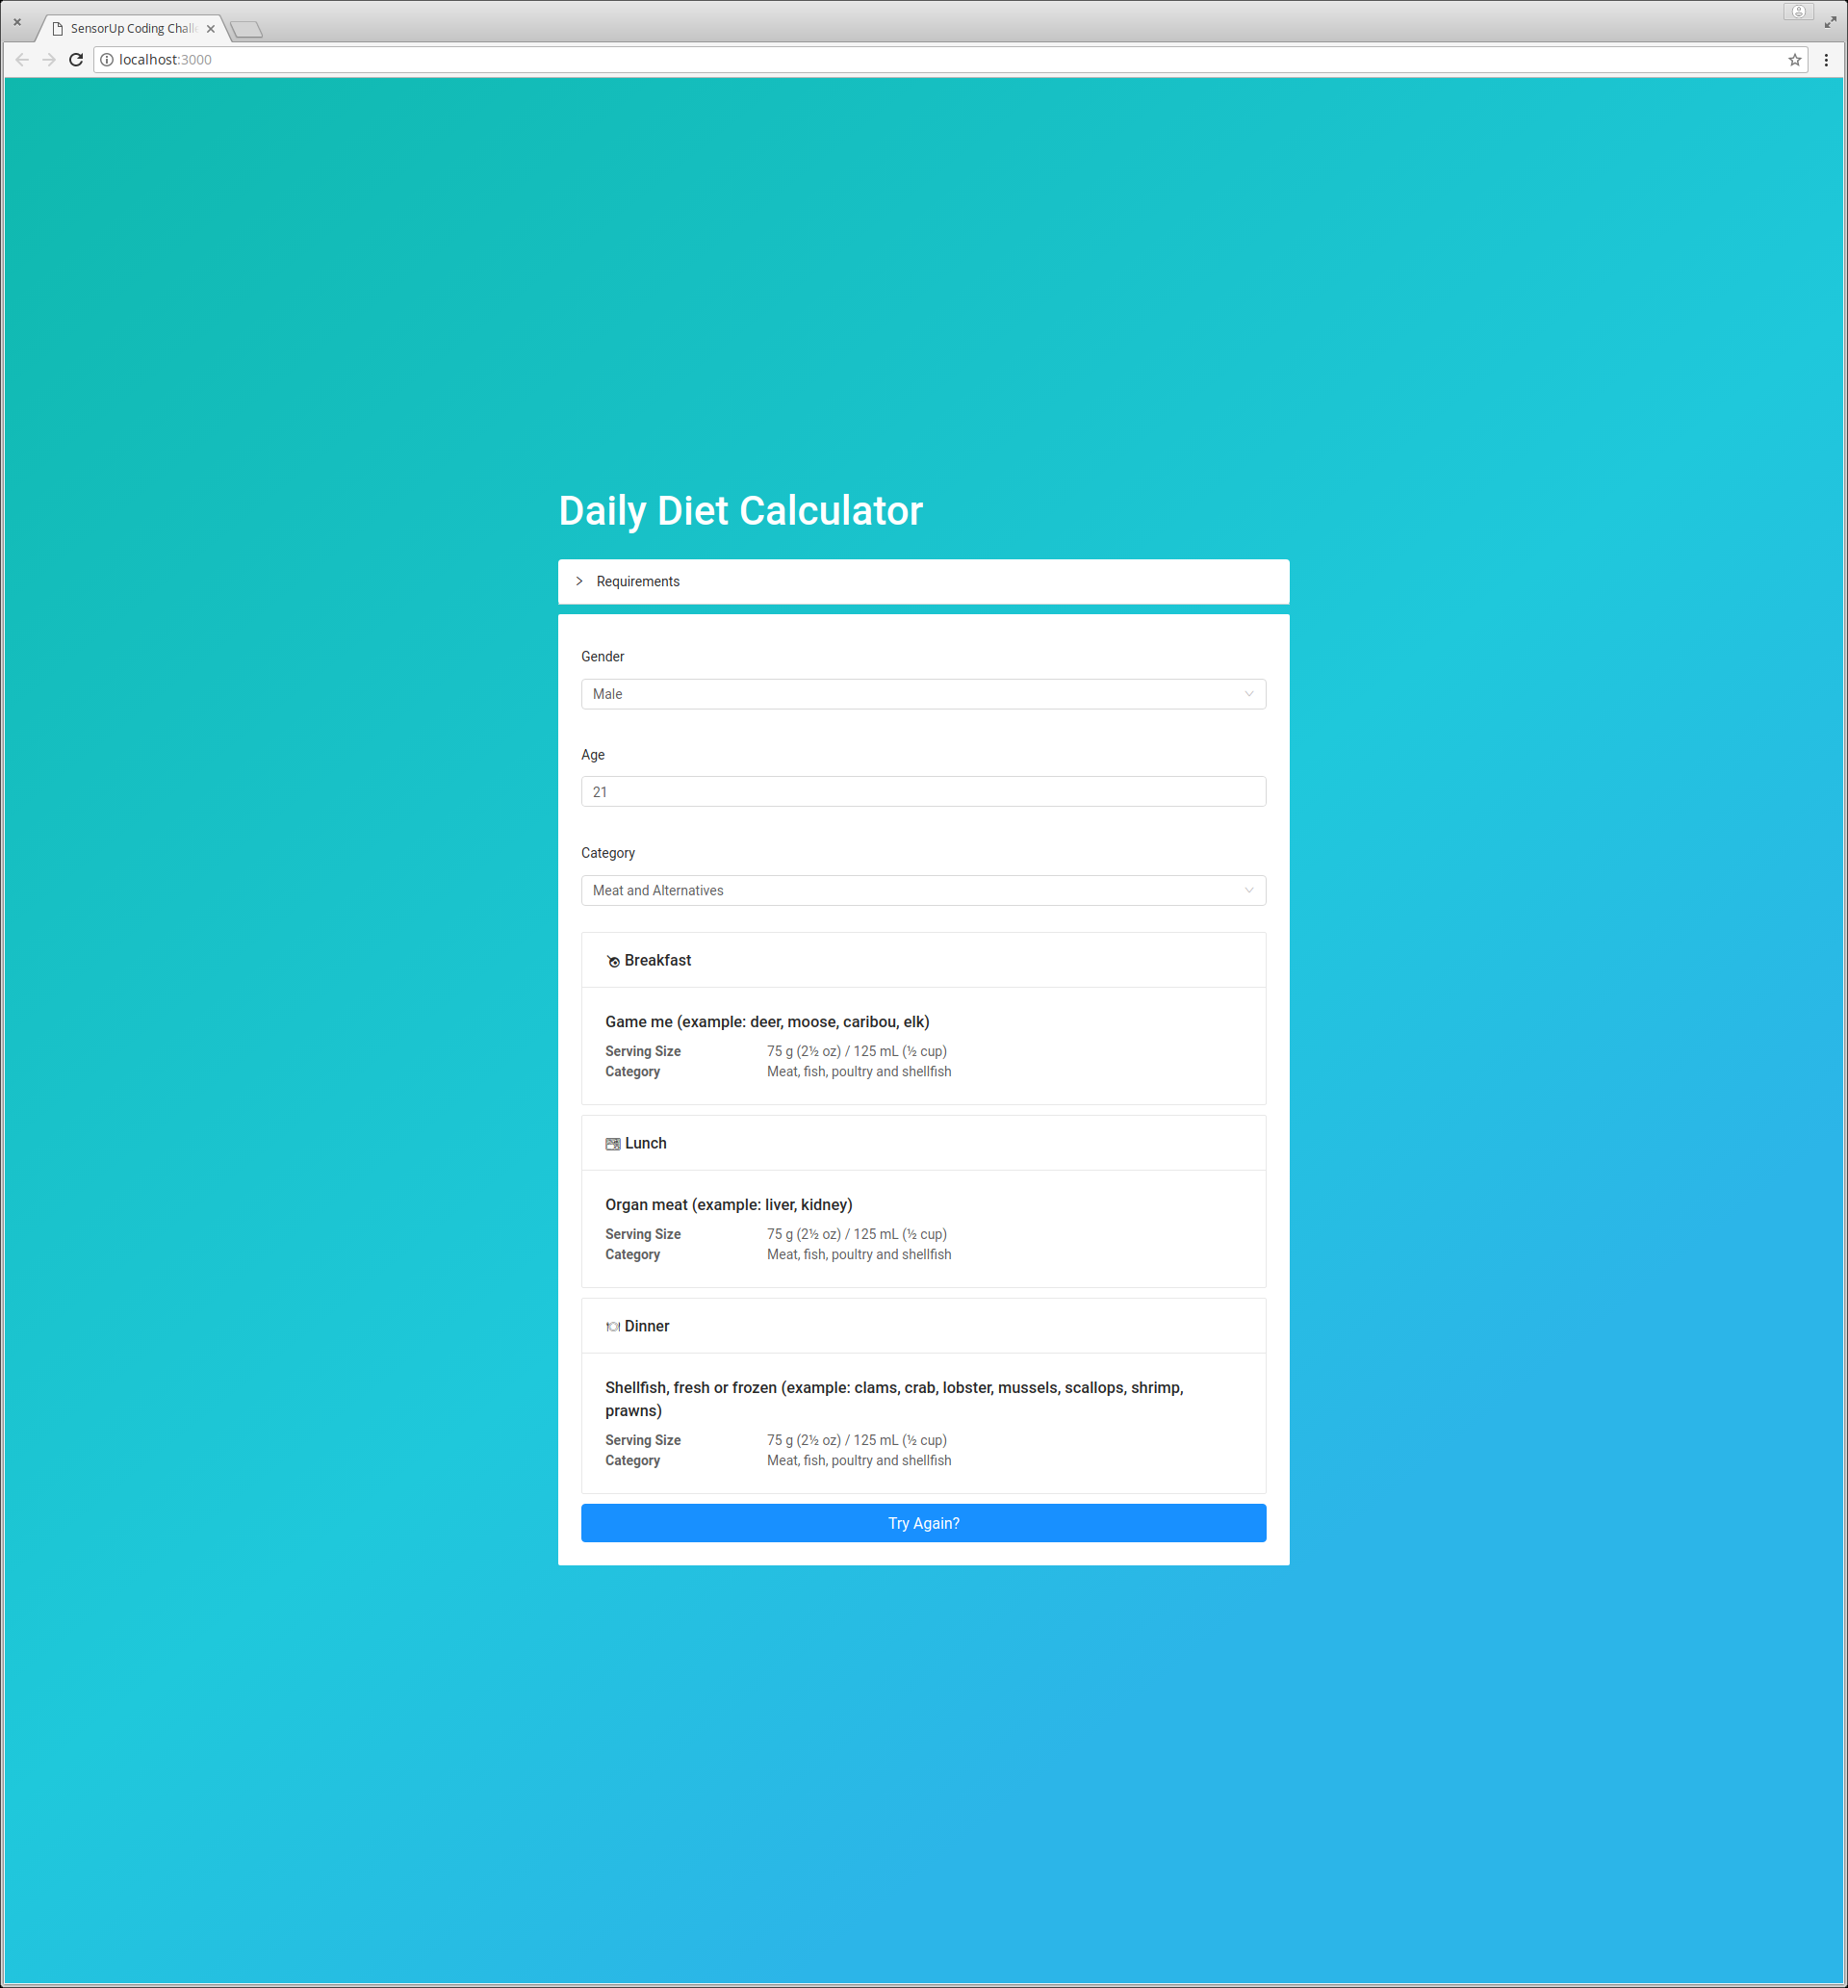 SensorUp Coding Chall
localhost:3000
Daily Diet Calculator
Requirements
Gender
Male
Age
21
Category
Meat and Alternatives
Breakfast
Game me (example: deer, moose, caribou, elk)
Serving Size 75 g (2½ oz) / 125 mL (½ cup)
Category Meat, fish, poultry and shellfish
Lunch
Organ meat (example: liver, kidney)
Serving Size 75 g (2½ oz) / 125 mL (½ cup)
Category Meat, fish, poultry and shellfish
Dinner
Shellfish, fresh or frozen (example: clams, crab, lobster, mussels, scallops, shrimp,
prawns)
Serving Size 75 g (2½ oz) / 125 mL (½ cup)
Category Meat, fish, poultry and shellfish
Try Again?